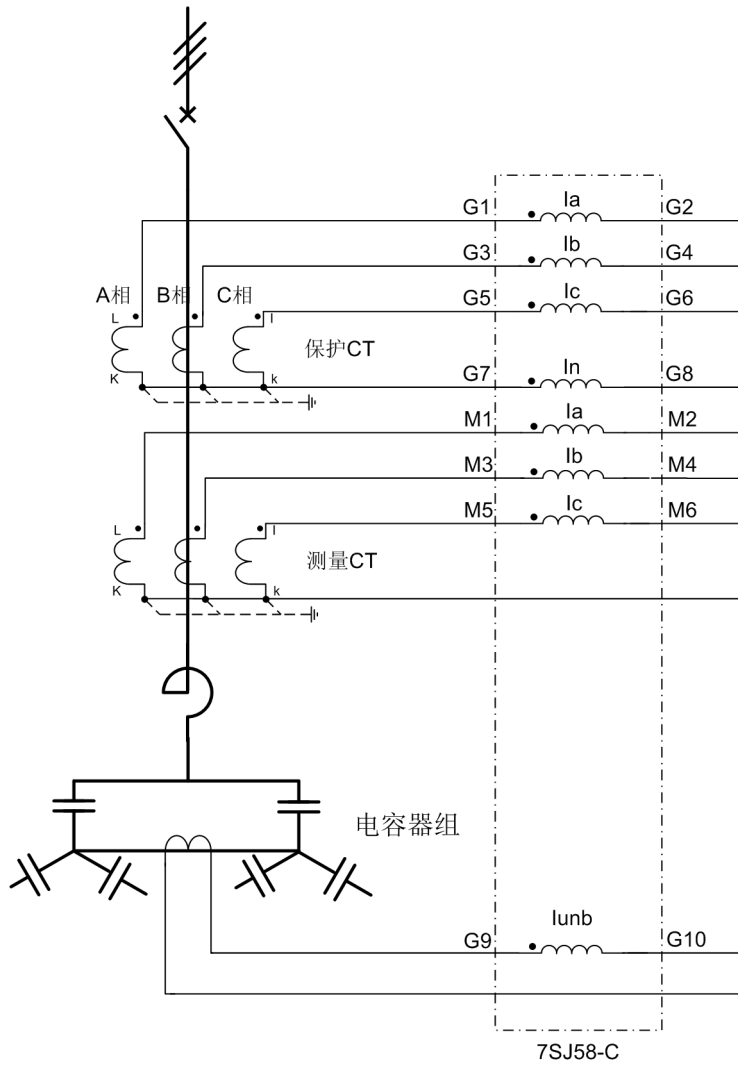 Ia
G1 G2
Ib
G3 G4
A相 B相 C相
Ic
G5 G6
L l
保护CT
K k
In
G7 G8
Ia
M1 M2
Ib
M3 M4
Ic
M5 M6
L l
测量CT
K k
电容器组
Iunb
G9 G10
7SJ58-C